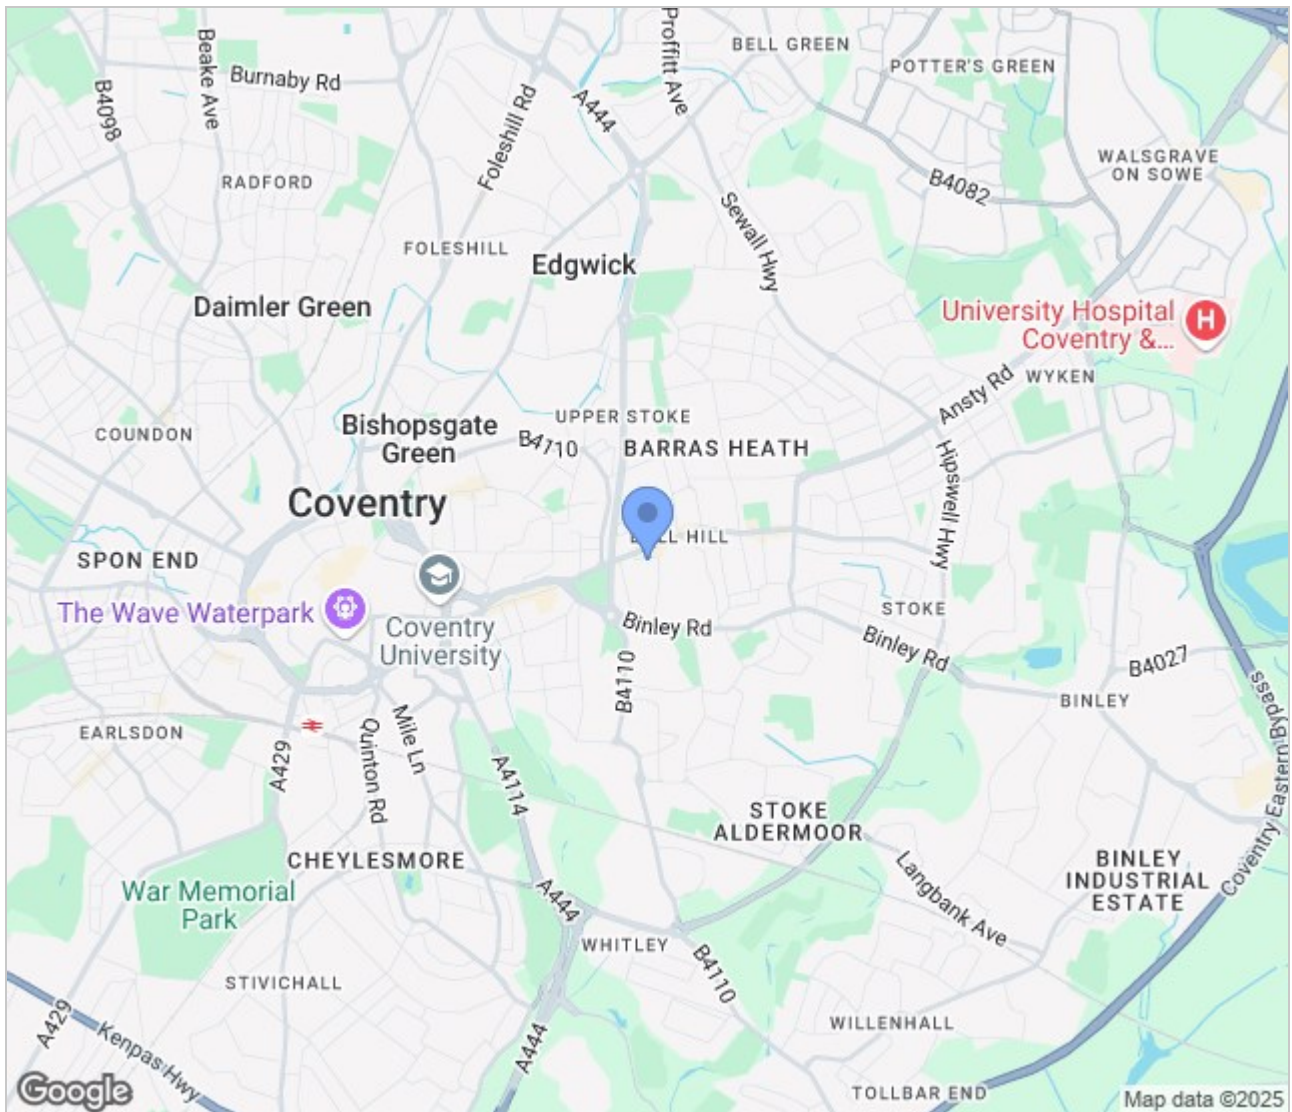 BELL GREEN
POTTER'S GREEN
Proffitt Ave
Beake Ave
Burnaby Rd
B4098
Foleshill Rd
A444
WALSGRAVE
ON SOWE
B4082
RADFORD
Sewall Hwy
FOLESHILL
Edgwick
Daimler Green
University Hospital
Coventry &...
H
WYKEN
Ansty Rd
UPPER STOKE
Bishopsgate
Green
B4110
BARRAS HEATH
COUNDON
Hipswell Hwy
Coventry
HILL
SPON END
The Wave Waterpark
Coventry
University
STOKE
Binley Rd
Binley Rd
B4027
B4110
BINLEY
Coventry Eastern Bypass
EARLSDON
A429
Quinton Rd
Mile Ln
A4114
STOKE
ALDERMOOR
CHEYLESMORE
BINLEY
INDUSTRIAL
ESTATE
Langbank Ave
War Memorial
Park
A444
WHITLEY
B4110
STIVICHALL
WILLENHALL
A429
Kenpas Hwy
A444
TOLLBAR END
Google
Map data ©2025